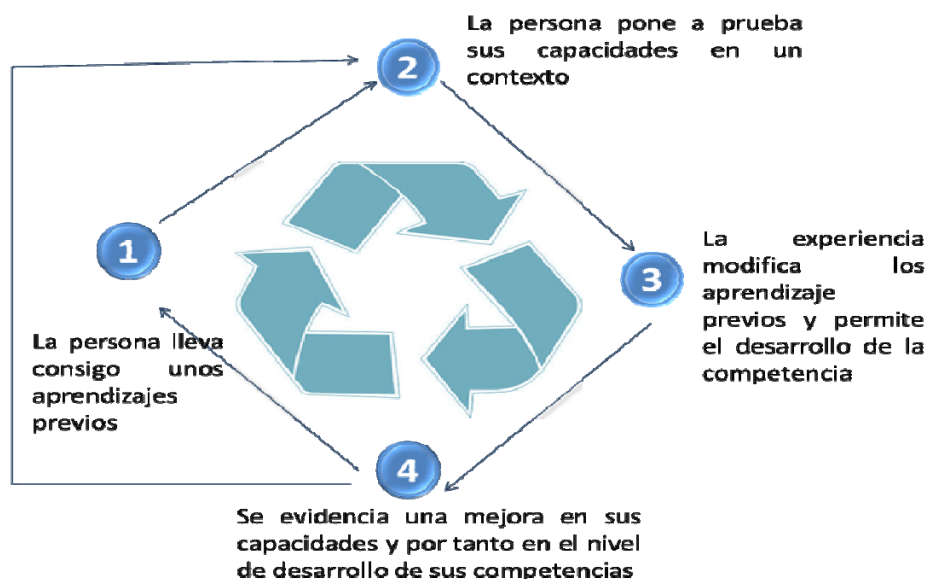 2
La persona pone a prueba
sus capacidades en un
contexto
1
La persona lleva
consigo unos
aprendizajes
previos
3
La experiencia
modifica los
aprendizaje
previos y permite
el desarrollo de la
competencia
4
Se evidencia una mejora en sus
capacidades y por tanto en el nivel
de desarrollo de sus competencias